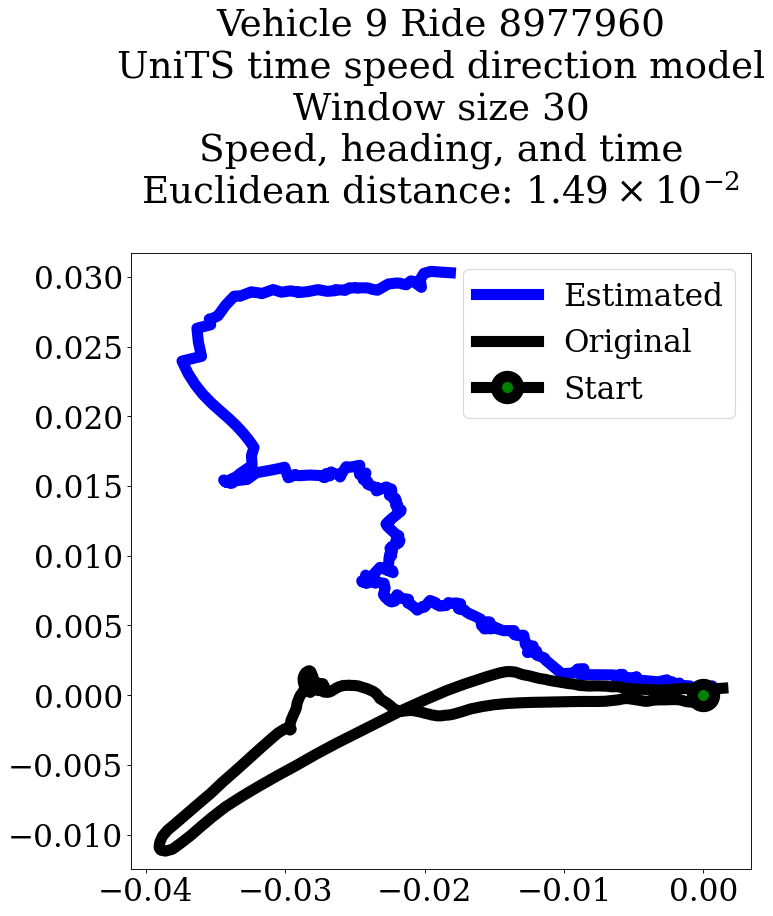 Vehicle 9 Ride 8977960
UniTS time speed direction model
Window size 30
Speed, heading, and time
Euclidean distance: 1.49 × 10⁻²
Estimated
Original
Start
0.030
0.025
0.020
0.015
0.010
0.005
0.000
−0.005
−0.010
−0.04 −0.03 −0.02 −0.01 0.00